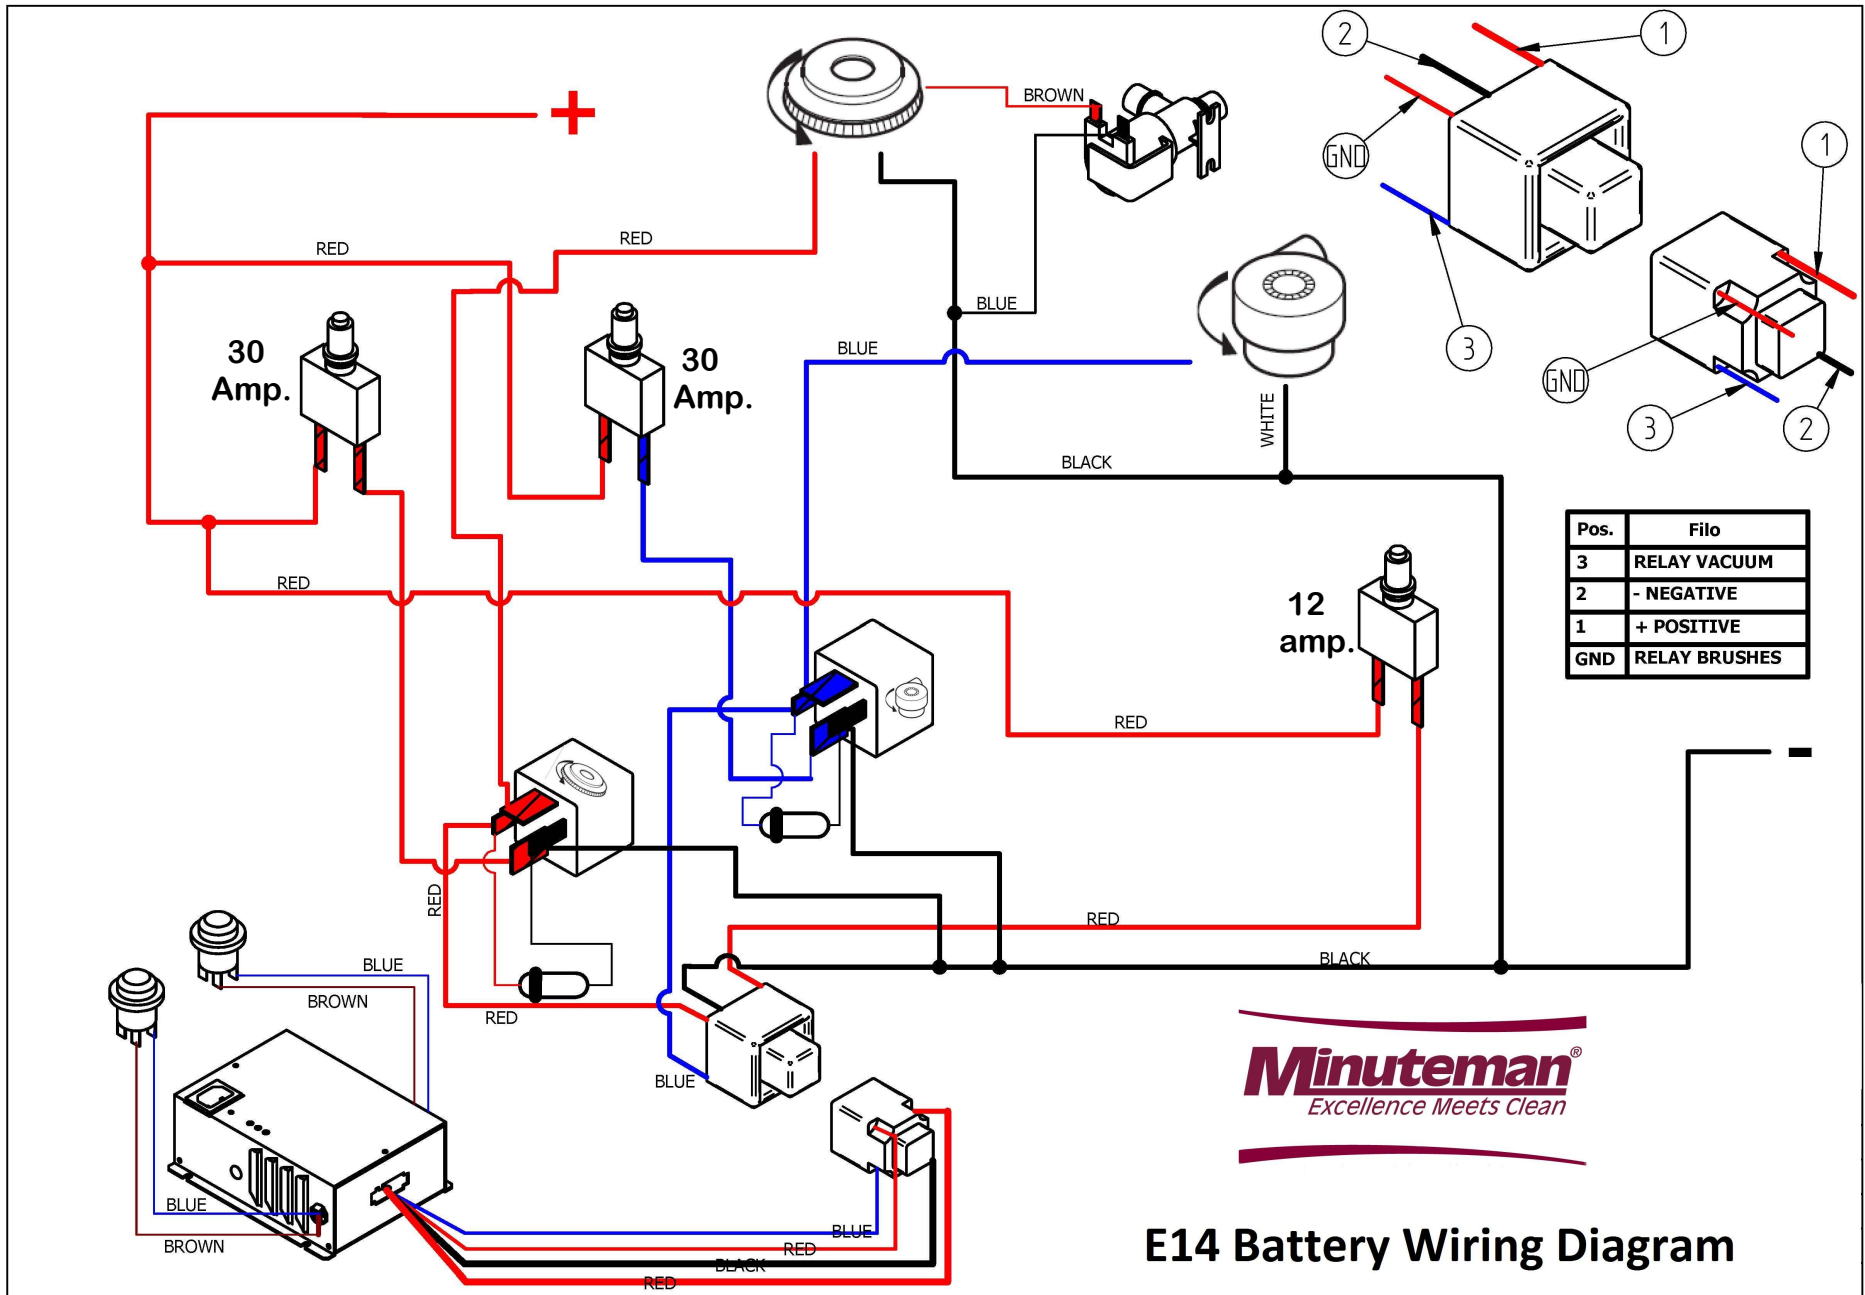 BROWN
2
1
GND
1
RED
RED
BLUE
3
BLUE
GND
3
2
30
Amp.
30
Amp.
WHITE
BLACK
Pos. Filo
3 RELAY VACUUM
2 - NEGATIVE
1 + POSITIVE
GND RELAY BRUSHES
RED
12
amp.
RED
+
-
RED
RED
BLACK
BLUE
BROWN
RED
BLUE
BLUE
BROWN
BLUE
RED
BLACK
RED
Minuteman®
Excellence Meets Clean
E14 Battery Wiring Diagram